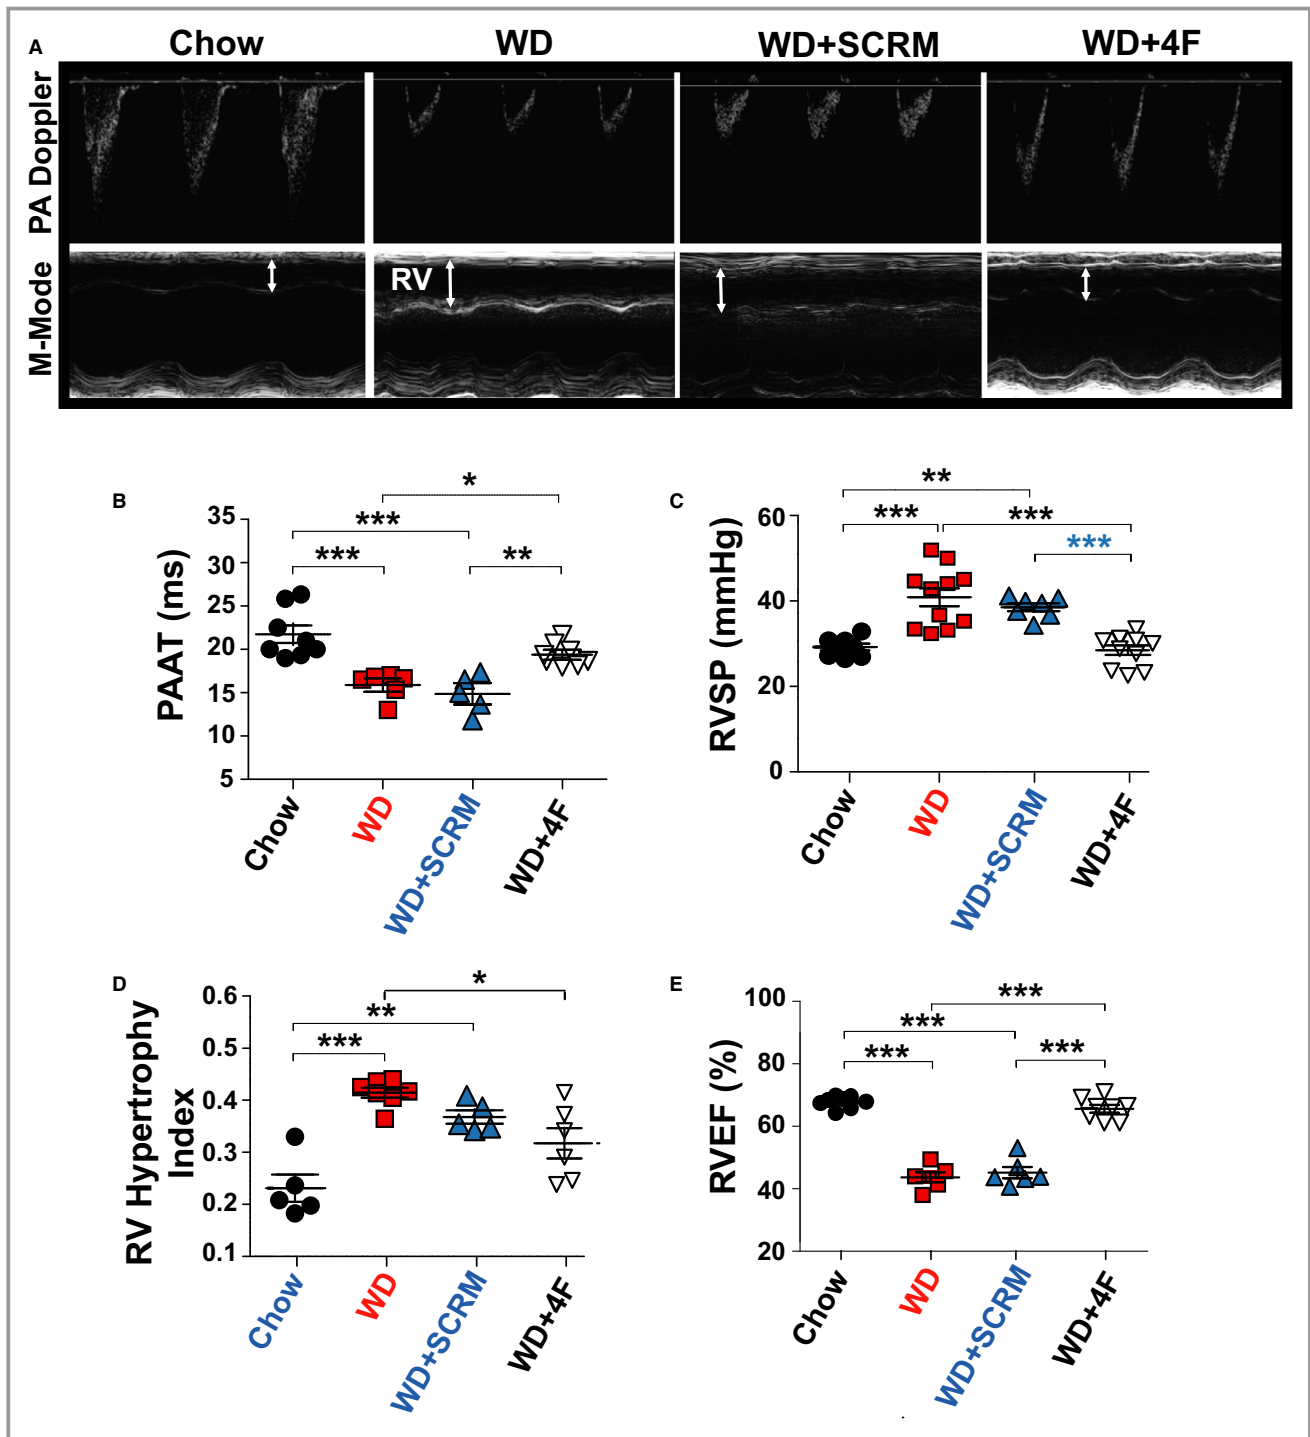 A
Chow WD WD+SCRM WD+4F
PA Doppler
M-Mode
RV
B
PAAT (ms)
* 
***
*** **
35
30
25
20
15
10
5
Chow
WD
WD+SCRM
WD+4F
C
RVSP (mmHg)
**
*** ***
***
60
40
20
0
Chow
WD
WD+SCRM
WD+4F
D
RV Hypertrophy
Index
*
**
***
0.6
0.5
0.4
0.3
0.2
0.1
Chow
WD
WD+SCRM
WD+4F
E
RVEF (%)
***
***
*** ***
100
80
60
40
20
Chow
WD
WD+SCRM
WD+4F